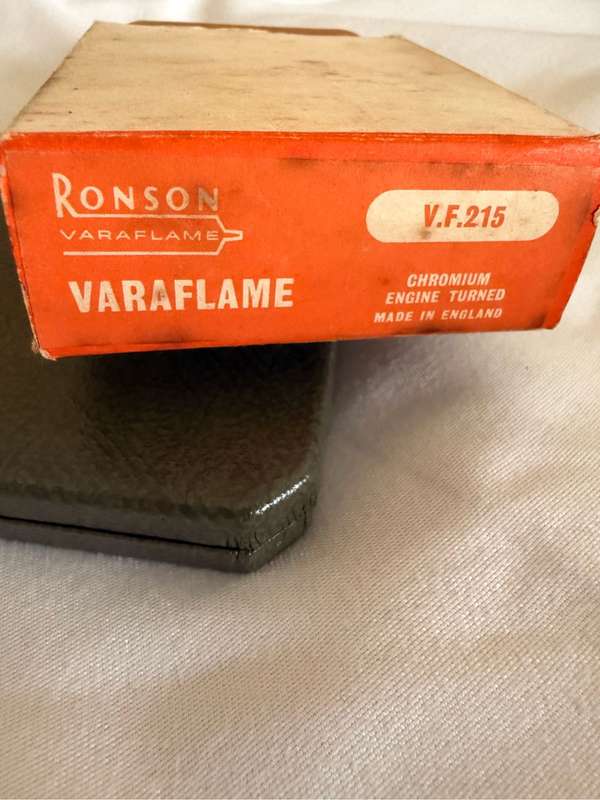 RONSON
VARAFLAME
VARAFLAME
V.F.215
CHROMIUM
ENGINE TURNED
MADE IN ENGLAND